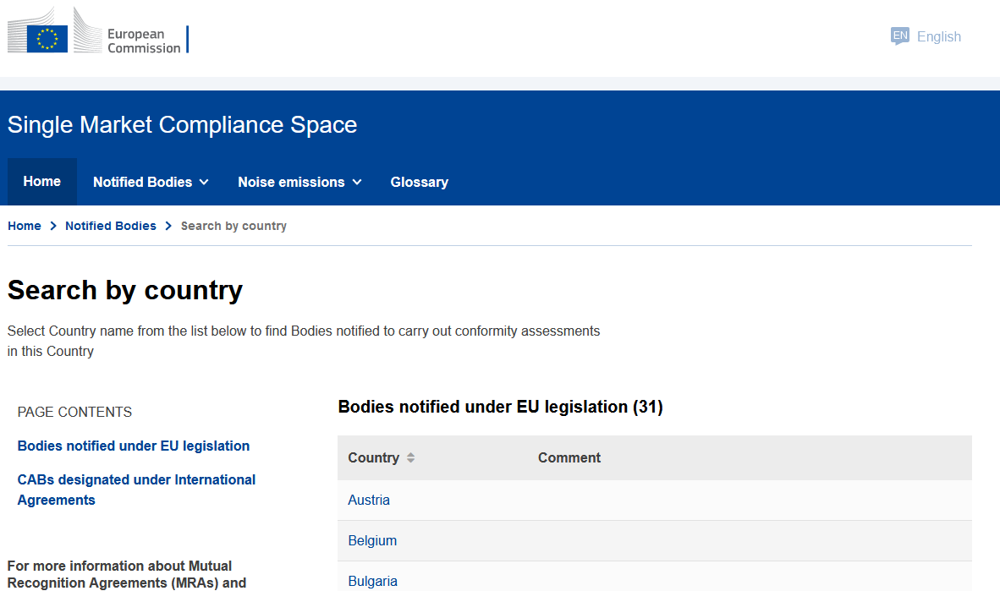 European
Commission
EN English
Single Market Compliance Space
Home Notified Bodies Noise emissions Glossary
Home Notified Bodies Search by country
Search by country
Select Country name from the list below to find Bodies notified to carry out conformity assessments
in this Country
PAGE CONTENTS
Bodies notified under EU legislation
CABs designated under International
Agreements
For more information about Mutual
Recognition Agreements (MRAs) and
Bodies notified under EU legislation (31)
Country Comment
Austria
Belgium
Bulgaria